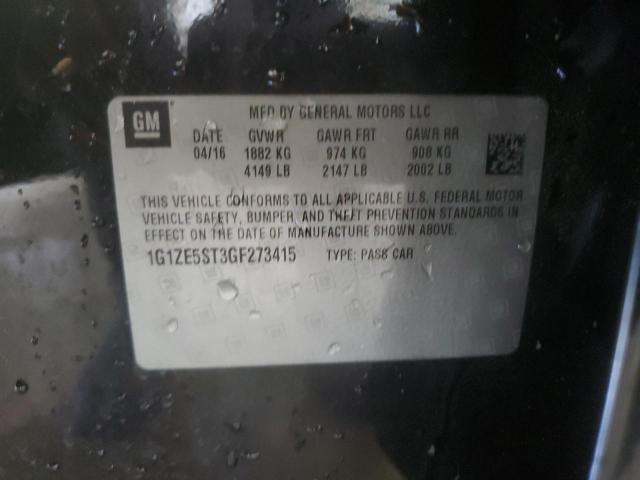 GM
MFD BY GENERAL MOTORS LLC
DATE GVWR GAWR FRT GAWR RR
04/16 1882 KG 974 KG 908 KG
4149 LB 2147 LB 2002 LB
THIS VEHICLE CONFORMS TO ALL APPLICABLE U.S. FEDERAL MOTOR
VEHICLE SAFETY, BUMPER, AND THEFT PREVENTION STANDARDS IN
EFFECT ON THE DATE OF MANUFACTURE SHOWN ABOVE.
1G1ZE5ST3GF273415 TYPE: PASS CAR